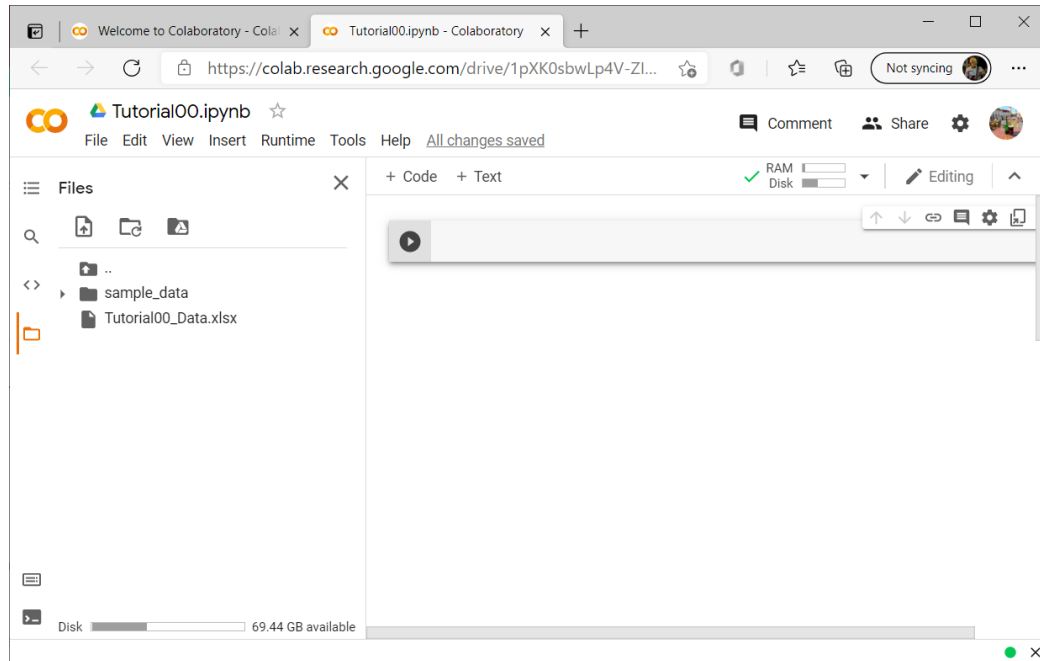 Welcome to Colaboratory - Cola
Tutorial00.ipynb - Colaboratory
https://colab.research.google.com/drive/1pXK0sbwLp4V-ZI...
Not syncing
Tutorial00.ipynb
Comment
Share
File Edit View Insert Runtime Tools Help All changes saved
Files
+ Code + Text
RAM
Disk
Editing
..
sample_data
Tutorial00_Data.xlsx
Disk 69.44 GB available